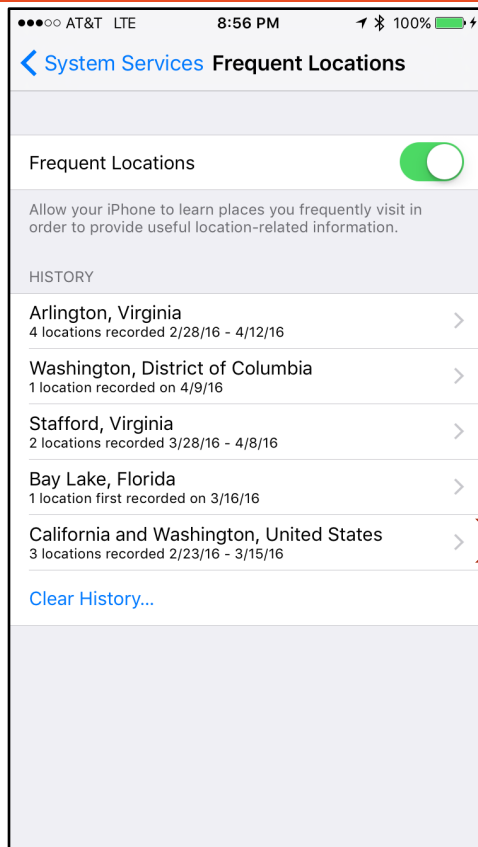 AT&T LTE 8:56 PM 100%
System Services Frequent Locations
Frequent Locations
Allow your iPhone to learn places you frequently visit in
order to provide useful location-related information.
HISTORY
Arlington, Virginia
4 locations recorded 2/28/16 - 4/12/16
Washington, District of Columbia
1 location recorded on 4/9/16
Stafford, Virginia
2 locations recorded 3/28/16 - 4/8/16
Bay Lake, Florida
1 location first recorded on 3/16/16
California and Washington, United States
3 locations recorded 2/23/16 - 3/15/16
Clear History...